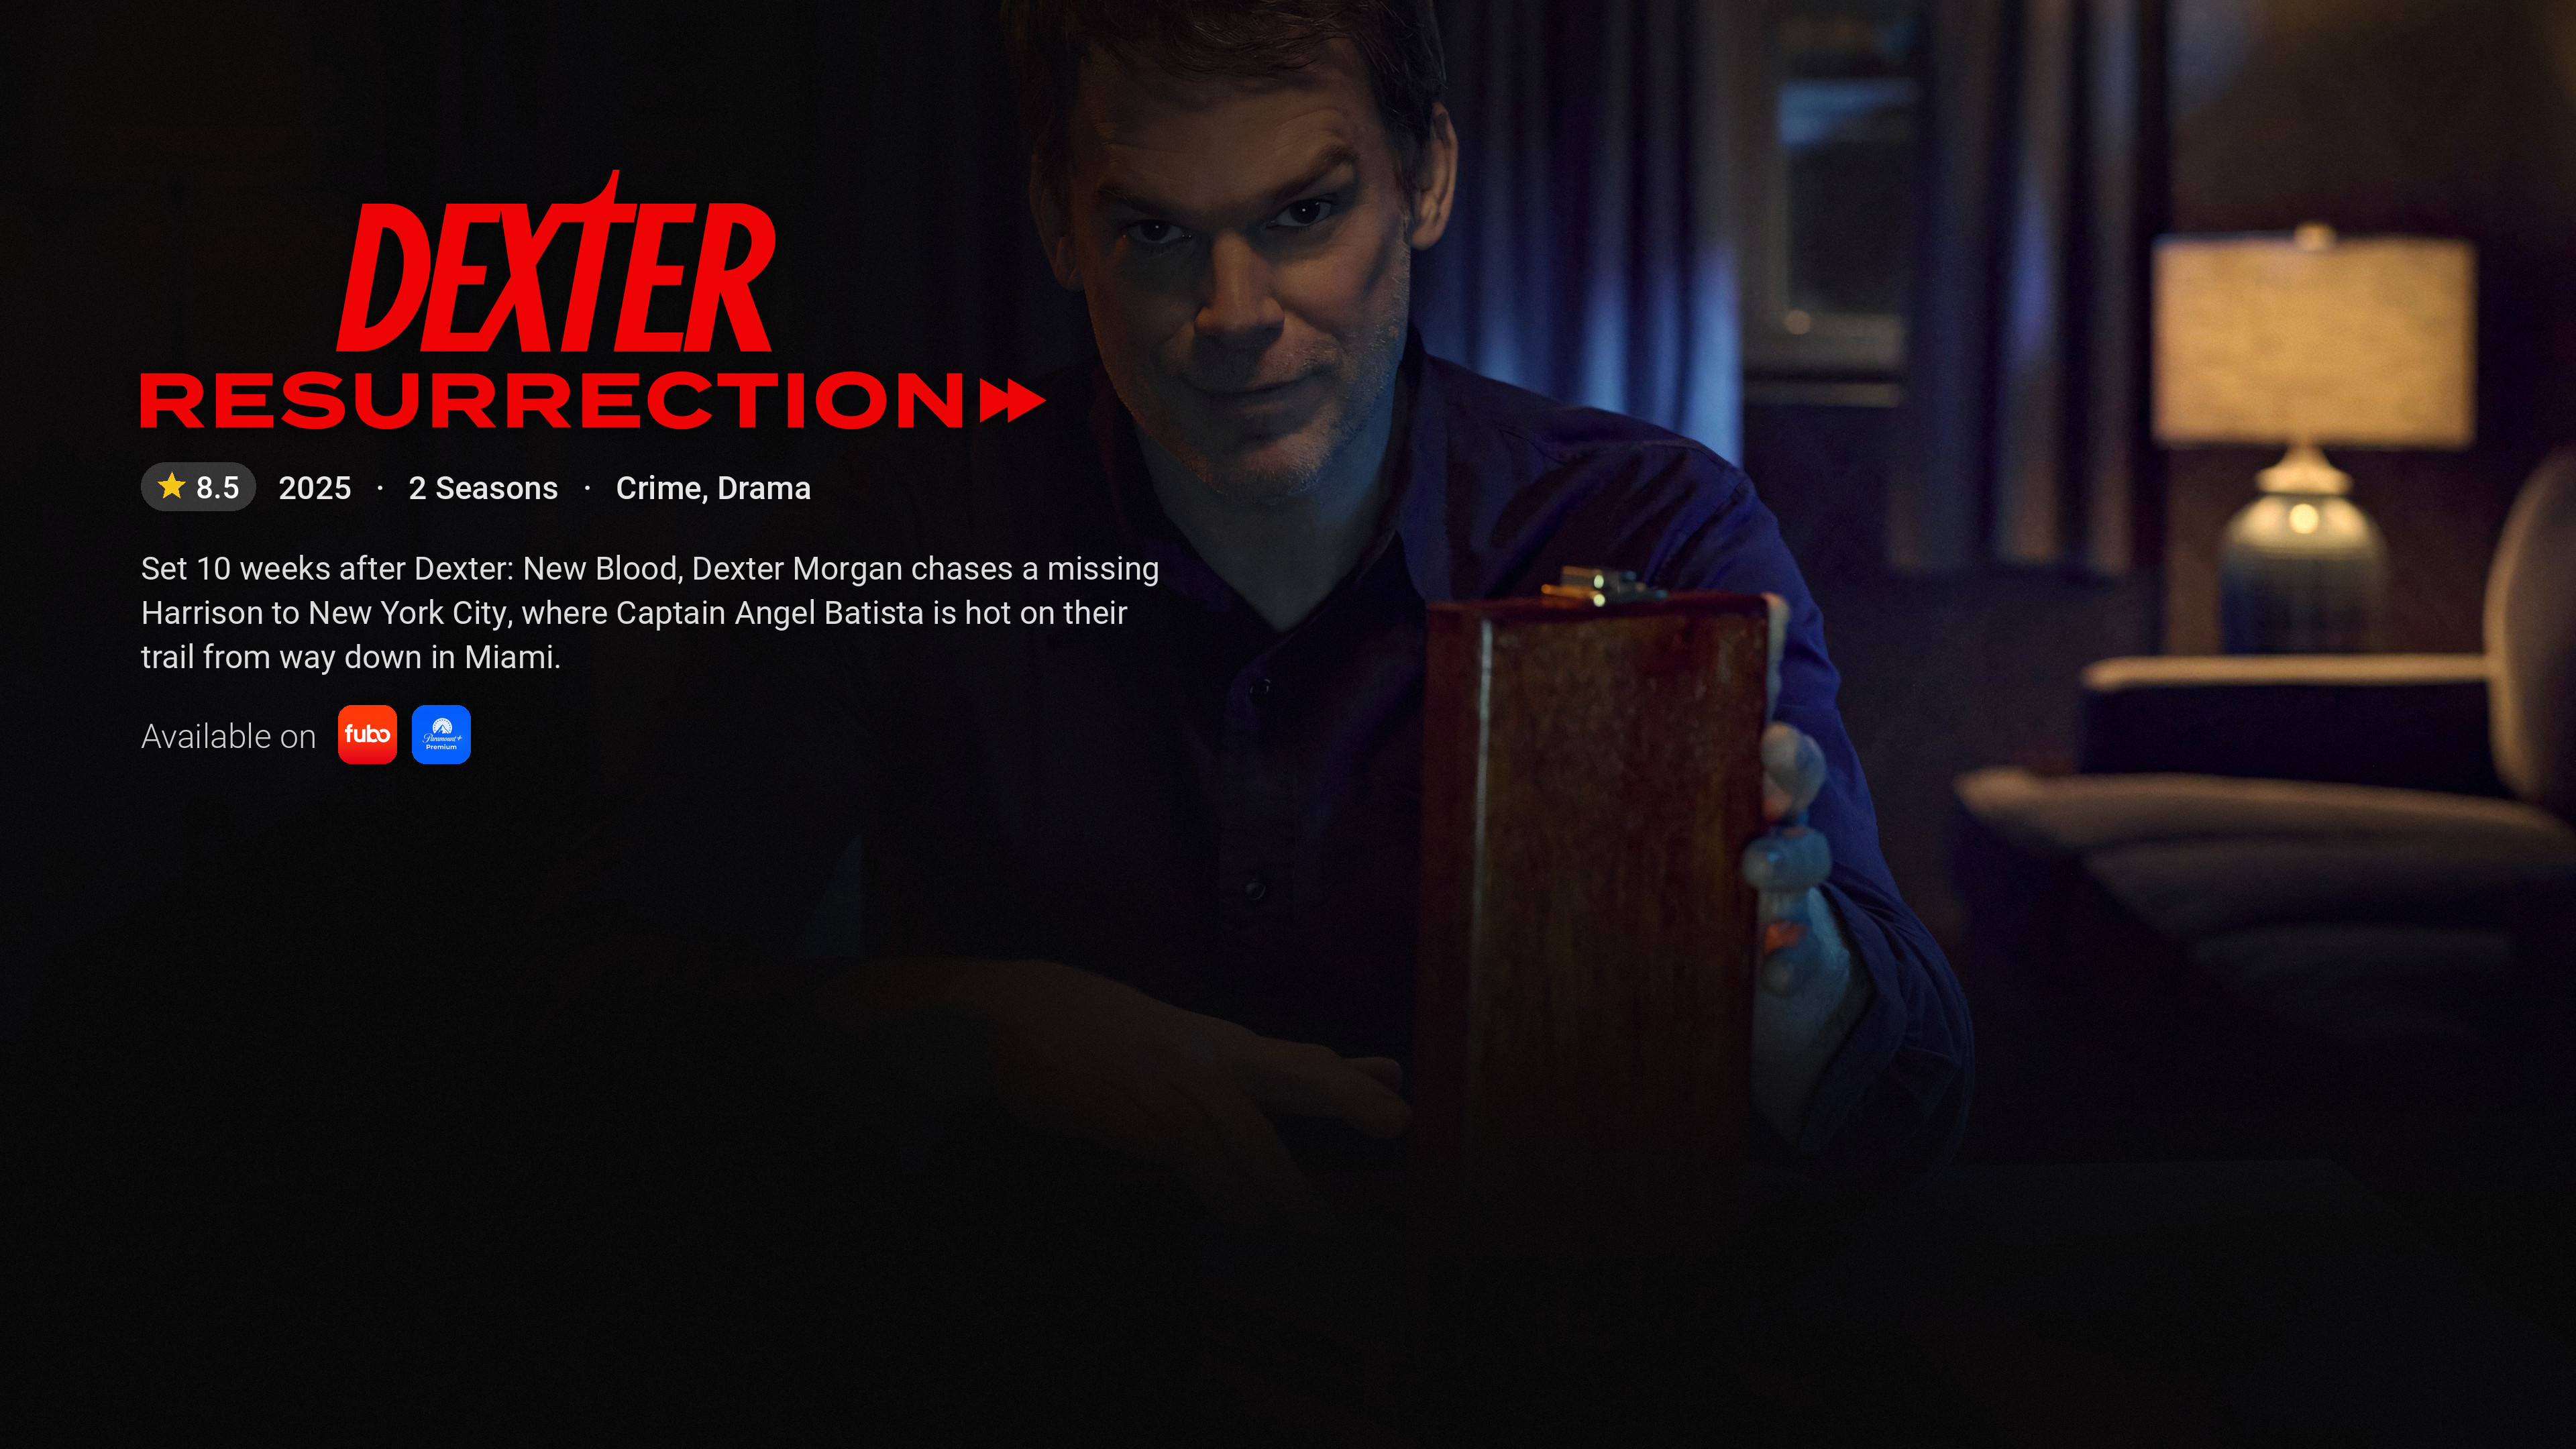 DEXTER
RESURRECTION
8.5 2025 · 2 Seasons · Crime, Drama
Set 10 weeks after Dexter: New Blood, Dexter Morgan chases a missing
Harrison to New York City, where Captain Angel Batista is hot on their
trail from way down in Miami.
Available on fubo Paramount+ Premium